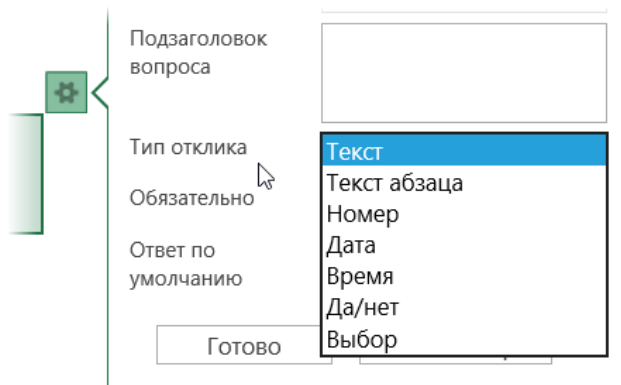 Подзаголовок
вопроса
Тип отклика
Текст
Текст абзаца
Обязательно
Номер
Дата
Ответ по
умолчанию
Время
Да/нет
Выбор
Готово